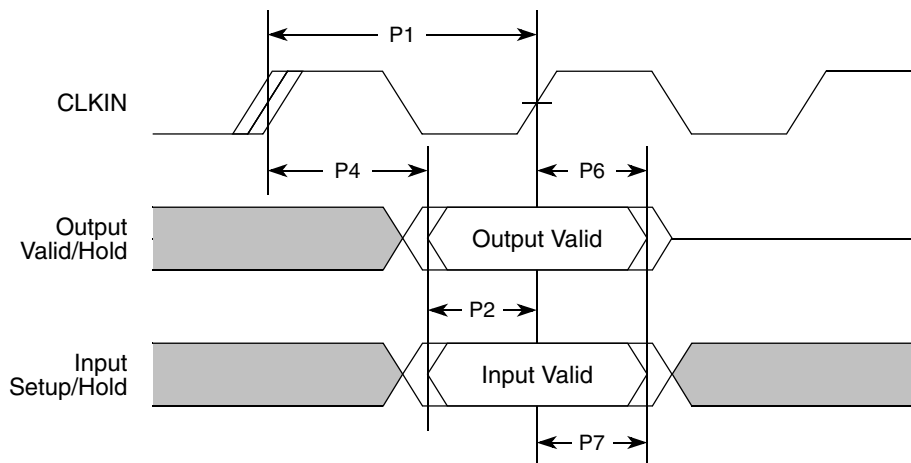 P1
CLKIN
P4
P6
Output
Valid/Hold
Output Valid
P2
Input
Setup/Hold
Input Valid
P7